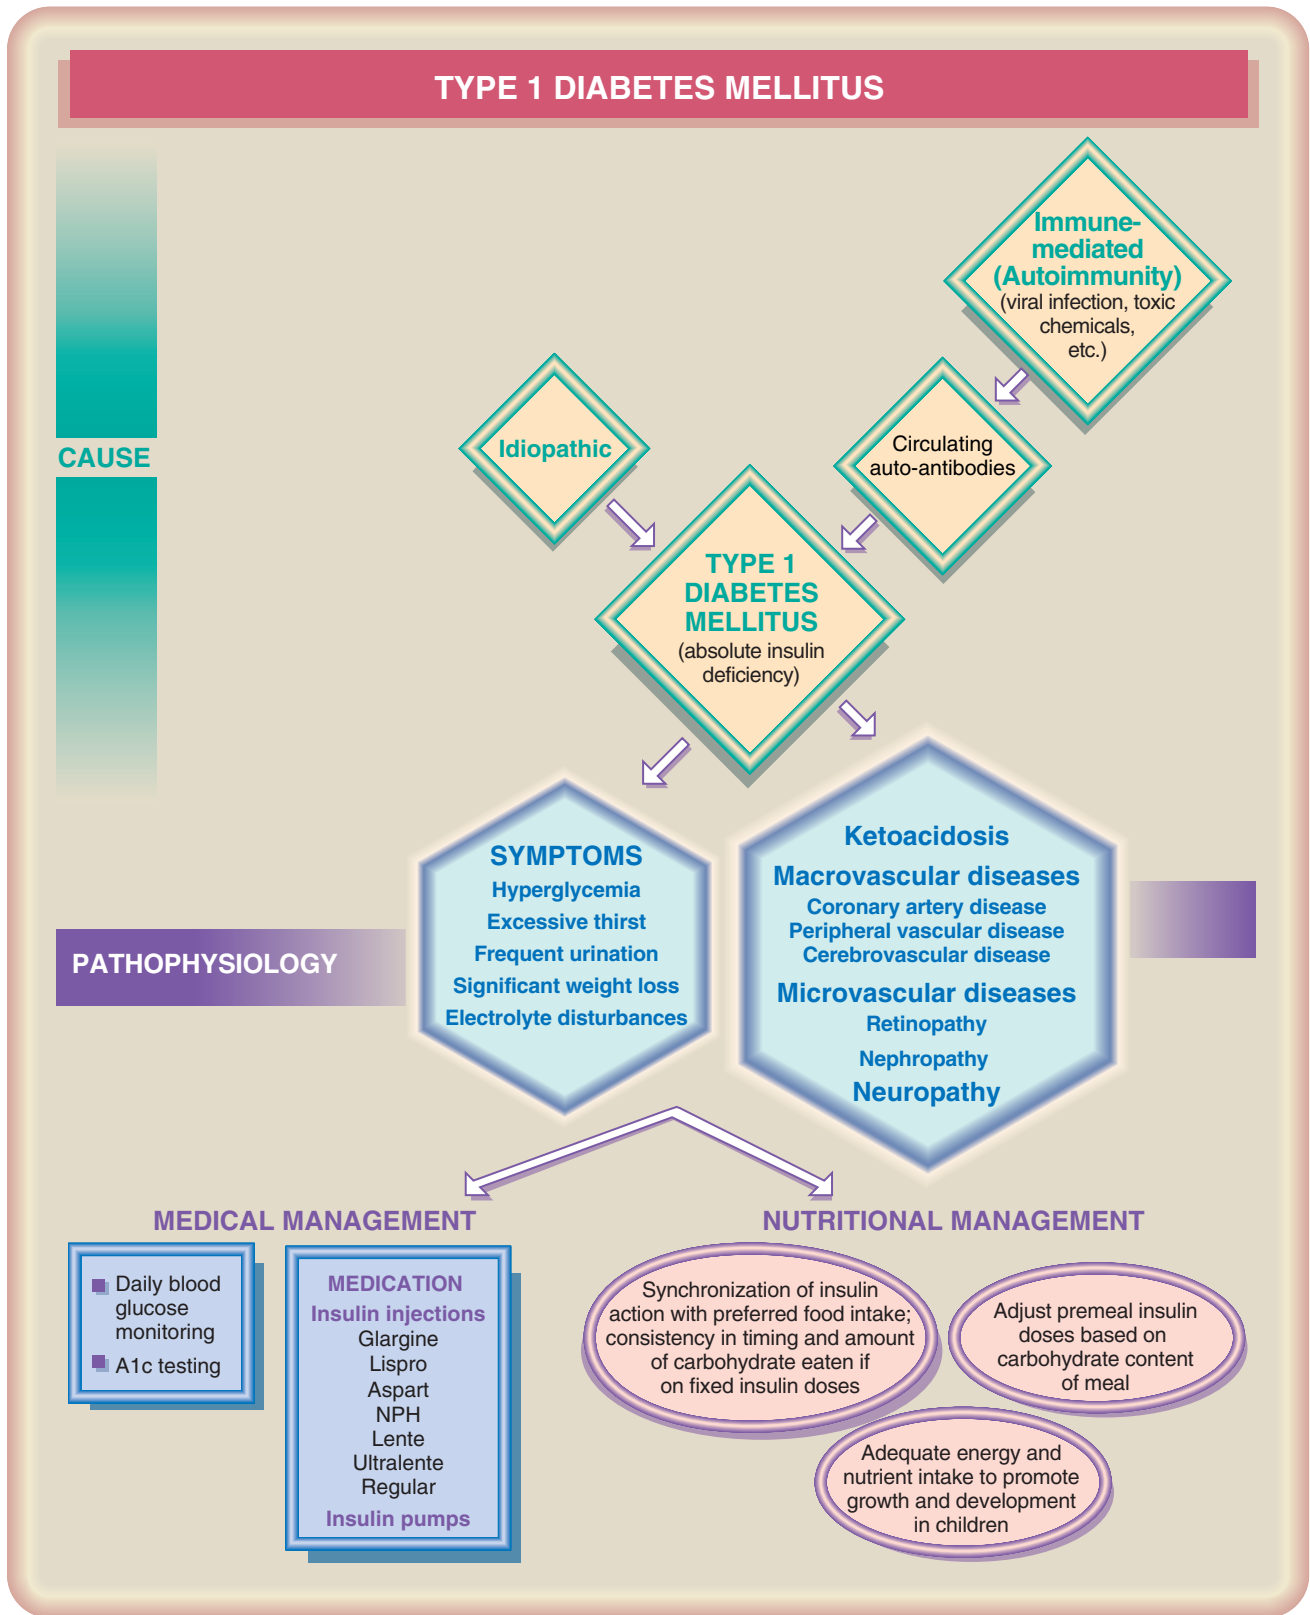 TYPE 1 DIABETES MELLITUS
Immune-
mediated
(Autoimmunity)
(viral infection, toxic
chemicals,
etc.)
Idiopathic
Circulating
auto-antibodies
CAUSE
TYPE 1
DIABETES
MELLITUS
(absolute insulin
deficiency)
PATHOPHYSIOLOGY
SYMPTOMS
Hyperglycemia
Excessive thirst
Frequent urination
Significant weight loss
Electrolyte disturbances
Ketoacidosis
Macrovascular diseases
Coronary artery disease
Peripheral vascular disease
Cerebrovascular disease
Microvascular diseases
Retinopathy
Nephropathy
Neuropathy
MEDICAL MANAGEMENT
Daily blood
glucose
monitoring
A1c testing
MEDICATION
Insulin injections
Glargine
Lispro
Aspart
NPH
Lente
Ultralente
Regular
Insulin pumps
NUTRITIONAL MANAGEMENT
Synchronization of insulin
action with preferred food intake;
consistency in timing and amount
of carbohydrate eaten if
on fixed insulin doses
Adjust premeal insulin
doses based on
carbohydrate content
of meal
Adequate energy and
nutrient intake to promote
growth and development
in children